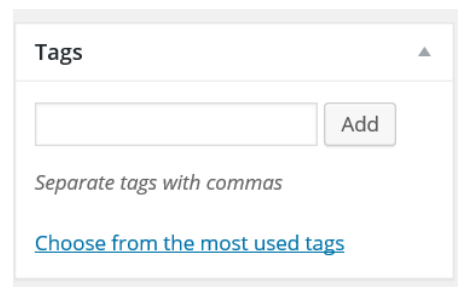 Tags
Add
Separate tags with commas
Choose from the most used tags